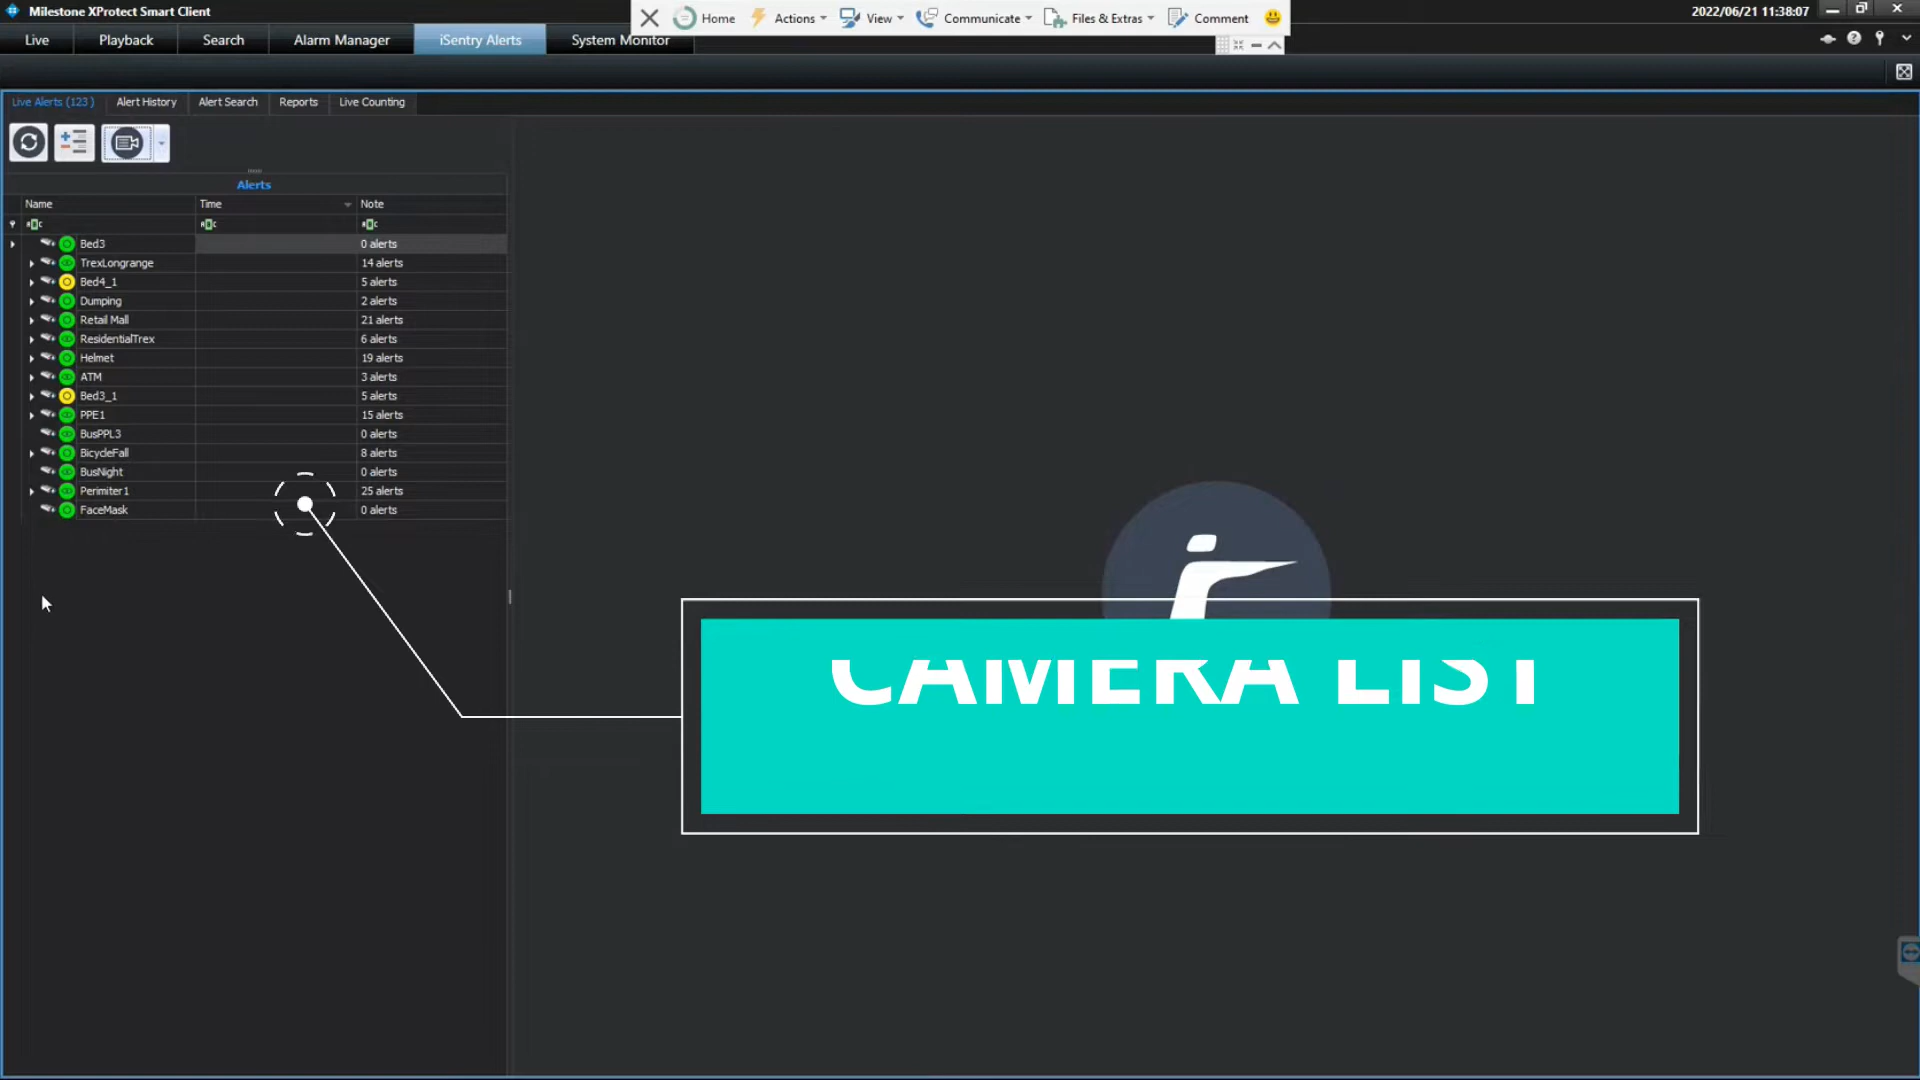 Milestone XProtect Smart Client
Home
Actions
View
Communicate
Files & Extras
Comment
2022/06/21 11:38:07
Live
Playback
Search
Alarm Manager
iSentry Alerts
System Monitor
Live Alerts (123)
Alert History
Alert Search
Reports
Live Counting
Alerts
Name Time Note
Bed3 0 alerts
TrexLongrange 14 alerts
Bed4_1 5 alerts
Dumping 2 alerts
Retail Mall 21 alerts
ResidentialTrex 6 alerts
Helmet 19 alerts
ATM 3 alerts
Bed3_1 5 alerts
PPE1 15 alerts
BusPPL3 0 alerts
BicycleFall 8 alerts
BusNight 0 alerts
Perimiter1 25 alerts
FaceMask 0 alerts
CAMERA LIST